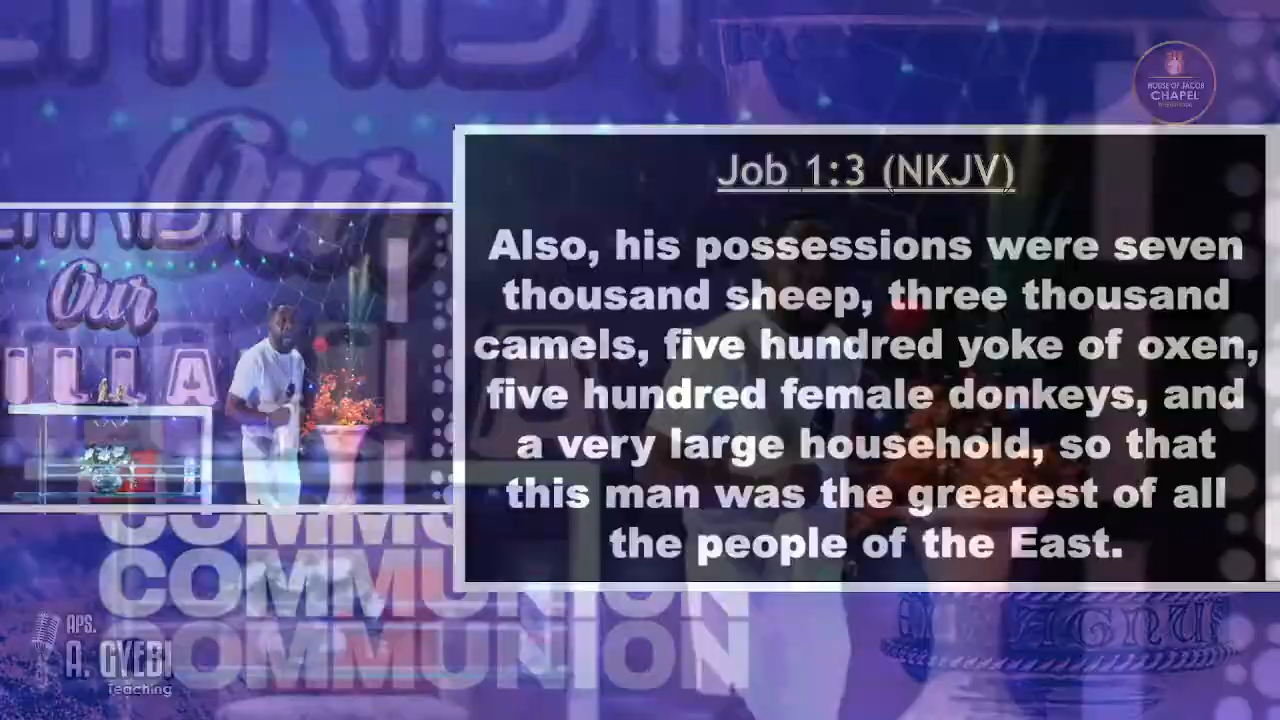 Our
HOUSE OF JACOB
CHAPEL
Job 1:3 (NKJV)
Also, his possessions were seven
thousand sheep, three thousand
camels, five hundred yoke of oxen,
five hundred female donkeys, and
a very large household, so that
this man was the greatest of all
the people of the East.
Our
ILLA
COMMUNION
COMMUNION
APS.
A. GYEBI
Teaching